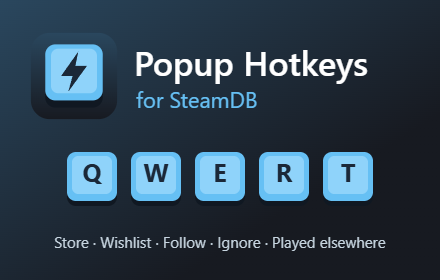 Popup Hotkeys
for SteamDB
Q W E R T
Store · Wishlist · Follow · Ignore · Played elsewhere